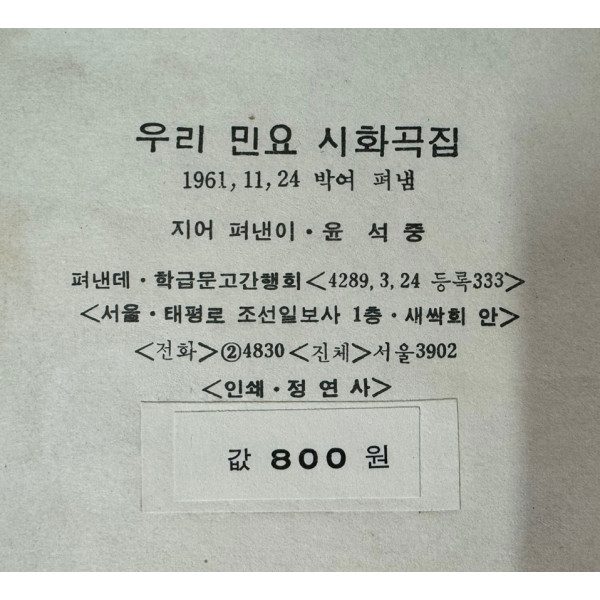 우리 민요 시화곡집
1961, 11, 24 박여 펴냄
지어 펴낸이・윤 석 중
펴낸데・학급문고간행회<4289, 3, 24 등록333>
<서울・태평로 조선일보사 1층・새싹회 안>
<전화>②4830<진체>서울3902
<인쇄・정 연 사>
값 800 원